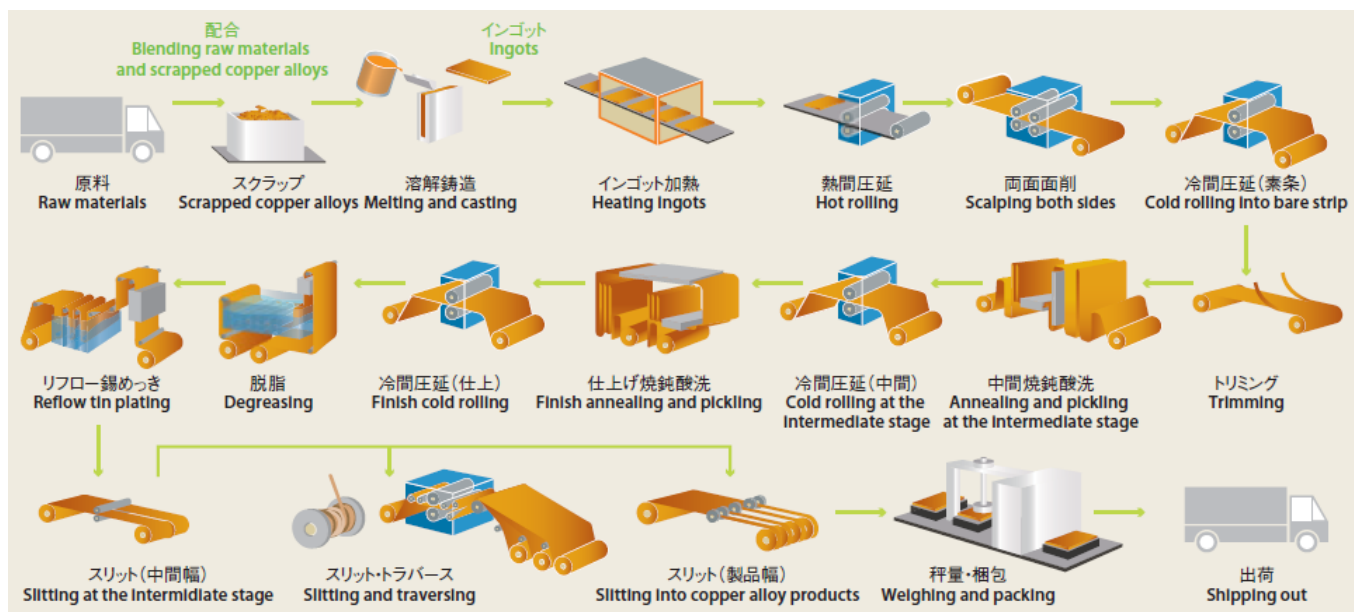 配合
Blending raw materials
and scrapped copper alloys
インゴット
Ingots
原料
Raw materials
スクラップ
Scrapped copper alloys
溶解鋳造
Melting and casting
インゴット加熱
Heating ingots
熱間圧延
Hot rolling
両面面削
Scalping both sides
冷間圧延（素条）
Cold rolling into bare strip
リフロー錫めっき
Reflow tin plating
脱脂
Degreasing
冷間圧延（仕上）
Finish cold rolling
仕上げ焼鈍酸洗
Finish annealing and pickling
冷間圧延（中間）
Cold rolling at the
intermediate stage
中間焼鈍酸洗
Annealing and pickling
at the intermediate stage
トリミング
Trimming
スリット（中間幅）
Slitting at the intermidiate stage
スリット・トラバース
Slitting and traversing
スリット（製品幅）
Slitting into copper alloy products
秤量・梱包
Weighing and packing
出荷
Shipping out